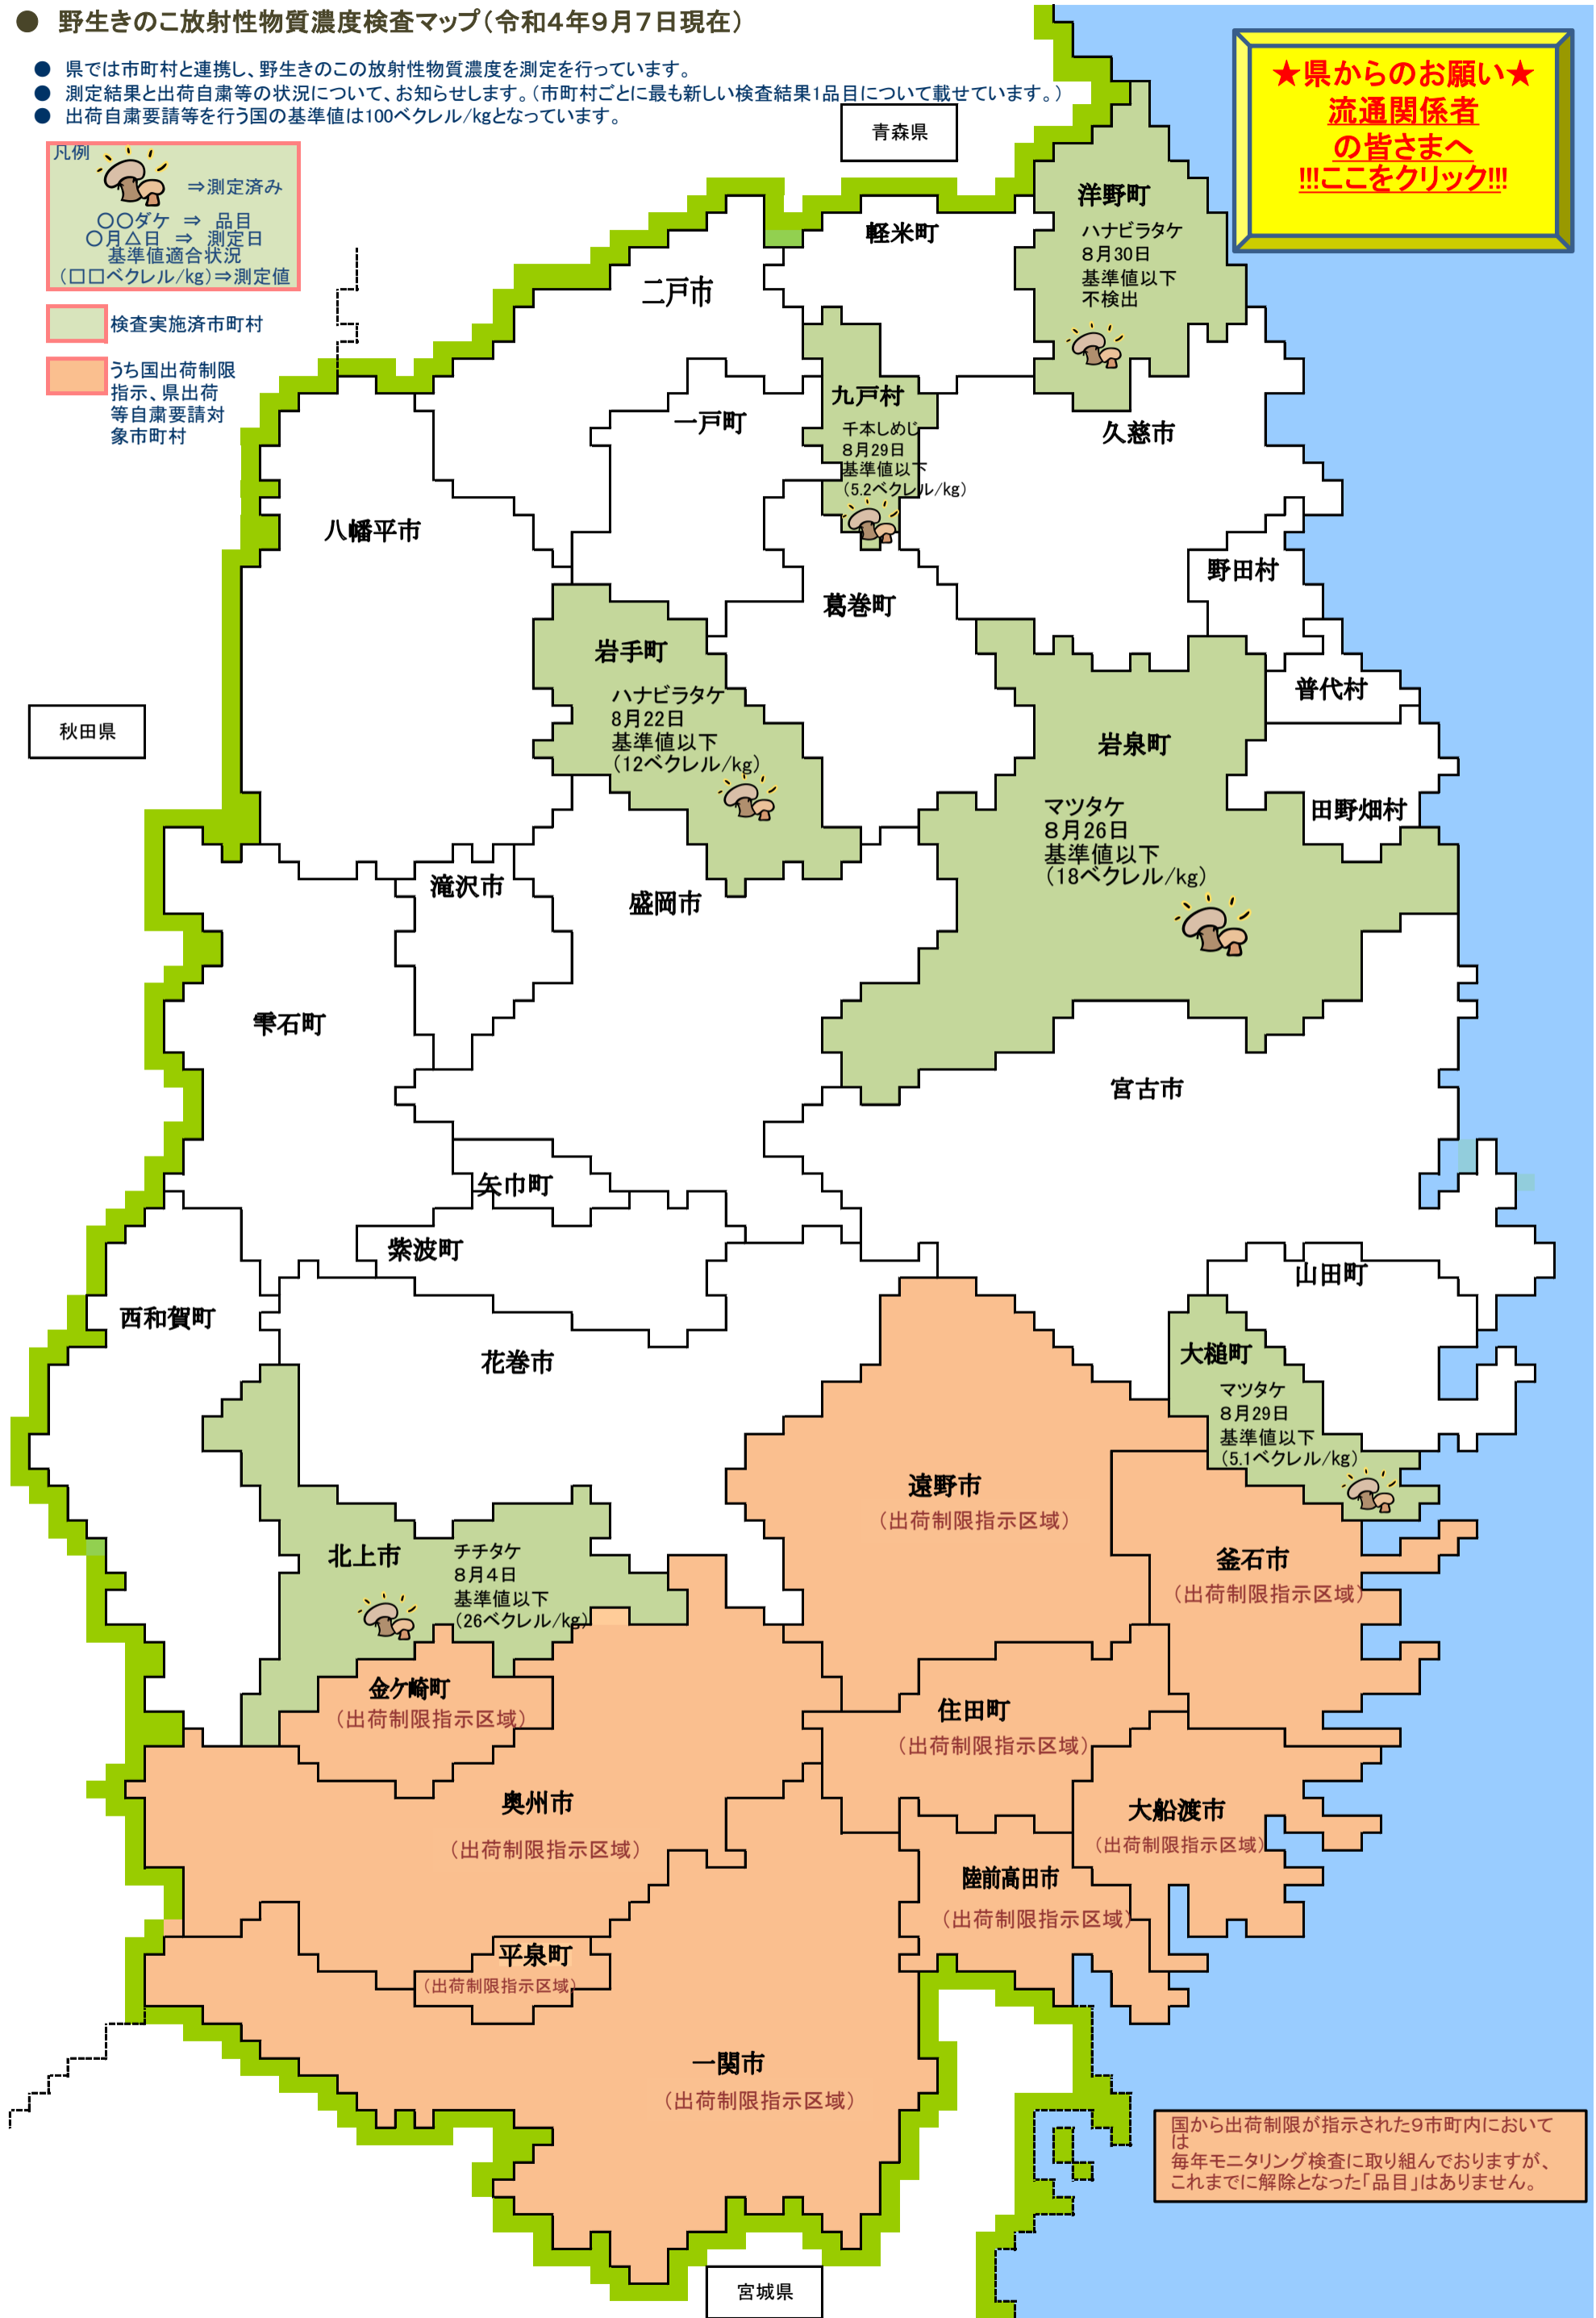 ● 野生きのこ放射性物質濃度検査マップ（令和４年９月７日現在）
● 県では市町村と連携し、野生きのこの放射性物質濃度を測定を行っています。
● 測定結果と出荷自粛等の状況について、お知らせします。（市町村ごとに最も新しい検査結果1品目について載せています。）
● 出荷自粛要請等を行う国の基準値は100ベクレル/kgとなっています。
★県からのお願い★
流通関係者
の皆さまへ
!!!ここをクリック!!!
凡例
⇒測定済み
〇〇ダケ ⇒ 品目
〇月△日 ⇒ 測定日
基準値適合状況
（□□ベクレル/kg）⇒測定値
検査実施済市町村
うち国出荷制限
指示、県出荷
等自粛要請対
象市町村
青森県
洋野町
ハナビラタケ
８月30日
基準値以下
不検出
軽米町
二戸市
九戸村
千本しめじ
８月29日
基準値以下
（5.2ベクレル/kg）
一戸町
久慈市
八幡平市
野田村
葛巻町
岩手町
ハナビラタケ
８月22日
基準値以下
（12ベクレル/kg）
普代村
秋田県
岩泉町
マツタケ
８月26日
基準値以下
（18ベクレル/kg）
田野畑村
滝沢市
盛岡市
雫石町
宮古市
矢巾町
紫波町
山田町
西和賀町
花巻市
大槌町
マツタケ
８月29日
基準値以下
（5.1ベクレル/kg）
遠野市
（出荷制限指示区域）
北上市
チチタケ
８月４日
基準値以下
（26ベクレル/kg）
釜石市
（出荷制限指示区域）
金ケ崎町
（出荷制限指示区域）
住田町
（出荷制限指示区域）
奥州市
（出荷制限指示区域）
大船渡市
（出荷制限指示区域）
陸前高田市
（出荷制限指示区域）
平泉町
（出荷制限指示区域）
一関市
（出荷制限指示区域）
国から出荷制限が指示された９市町内において
は
毎年モニタリング検査に取り組んでおりますが、
これまでに解除となった「品目」はありません。
宮城県